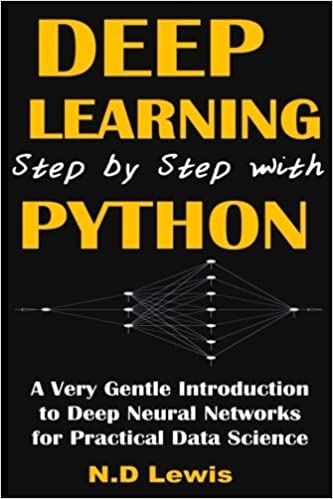 DEEP
LEARNING
Step by Step with
PYTHON
A Very Gentle Introduction
to Deep Neural Networks
for Practical Data Science
N.D Lewis